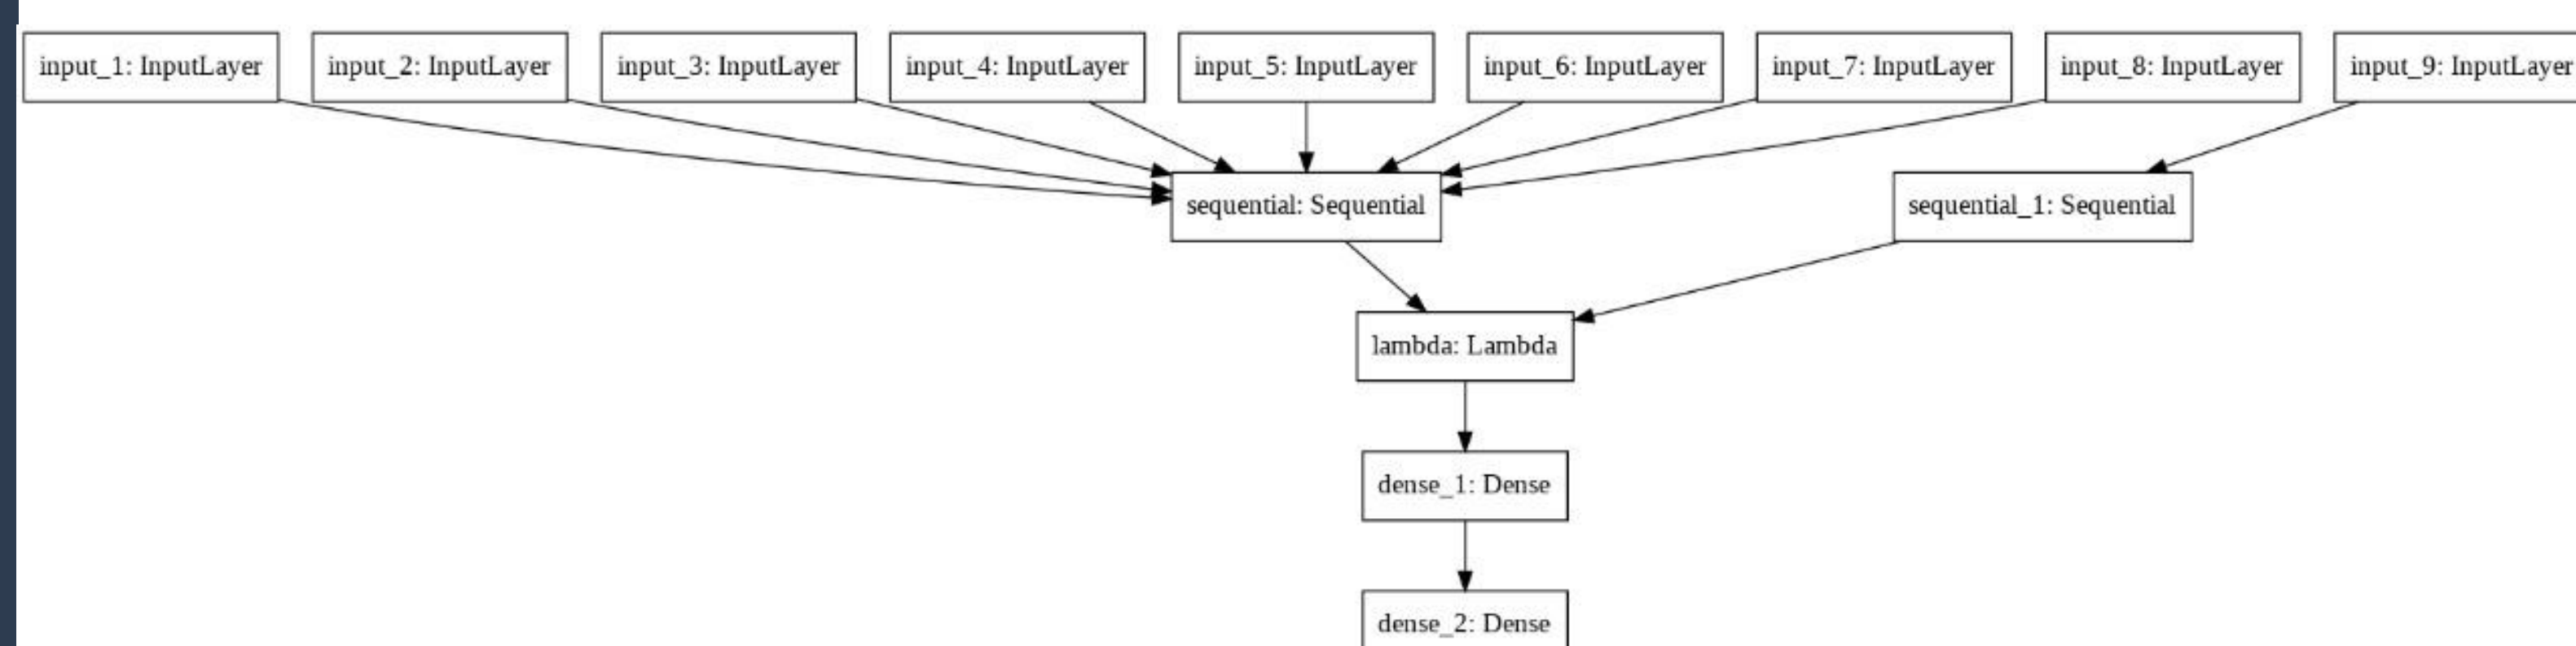 input_1: InputLayer
input_2: InputLayer
input_3: InputLayer
input_4: InputLayer
input_5: InputLayer
input_6: InputLayer
input_7: InputLayer
input_8: InputLayer
input_9: InputLayer
sequential: Sequential
sequential_1: Sequential
lambda: Lambda
dense_1: Dense
dense_2: Dense